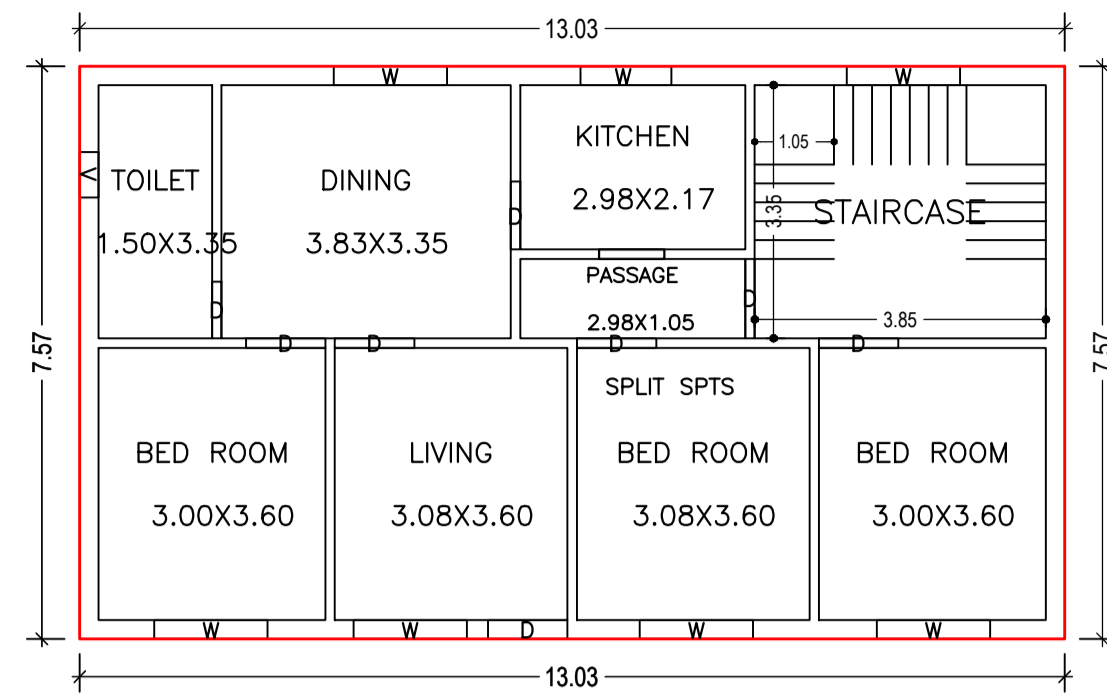 13.03
W
W
W
KITCHEN
2.98X2.17
1.05
V
TOILET
1.50X3.35
DINING
3.83X3.35
D
3.35
STAIRCASE
PASSAGE
2.98X1.05
D
D
3.85
7.57
7.57
D
D
D
D
SPLIT SPTS
BED ROOM
3.00X3.60
LIVING
3.08X3.60
BED ROOM
3.08X3.60
BED ROOM
3.00X3.60
W
W
D
W
W
13.03